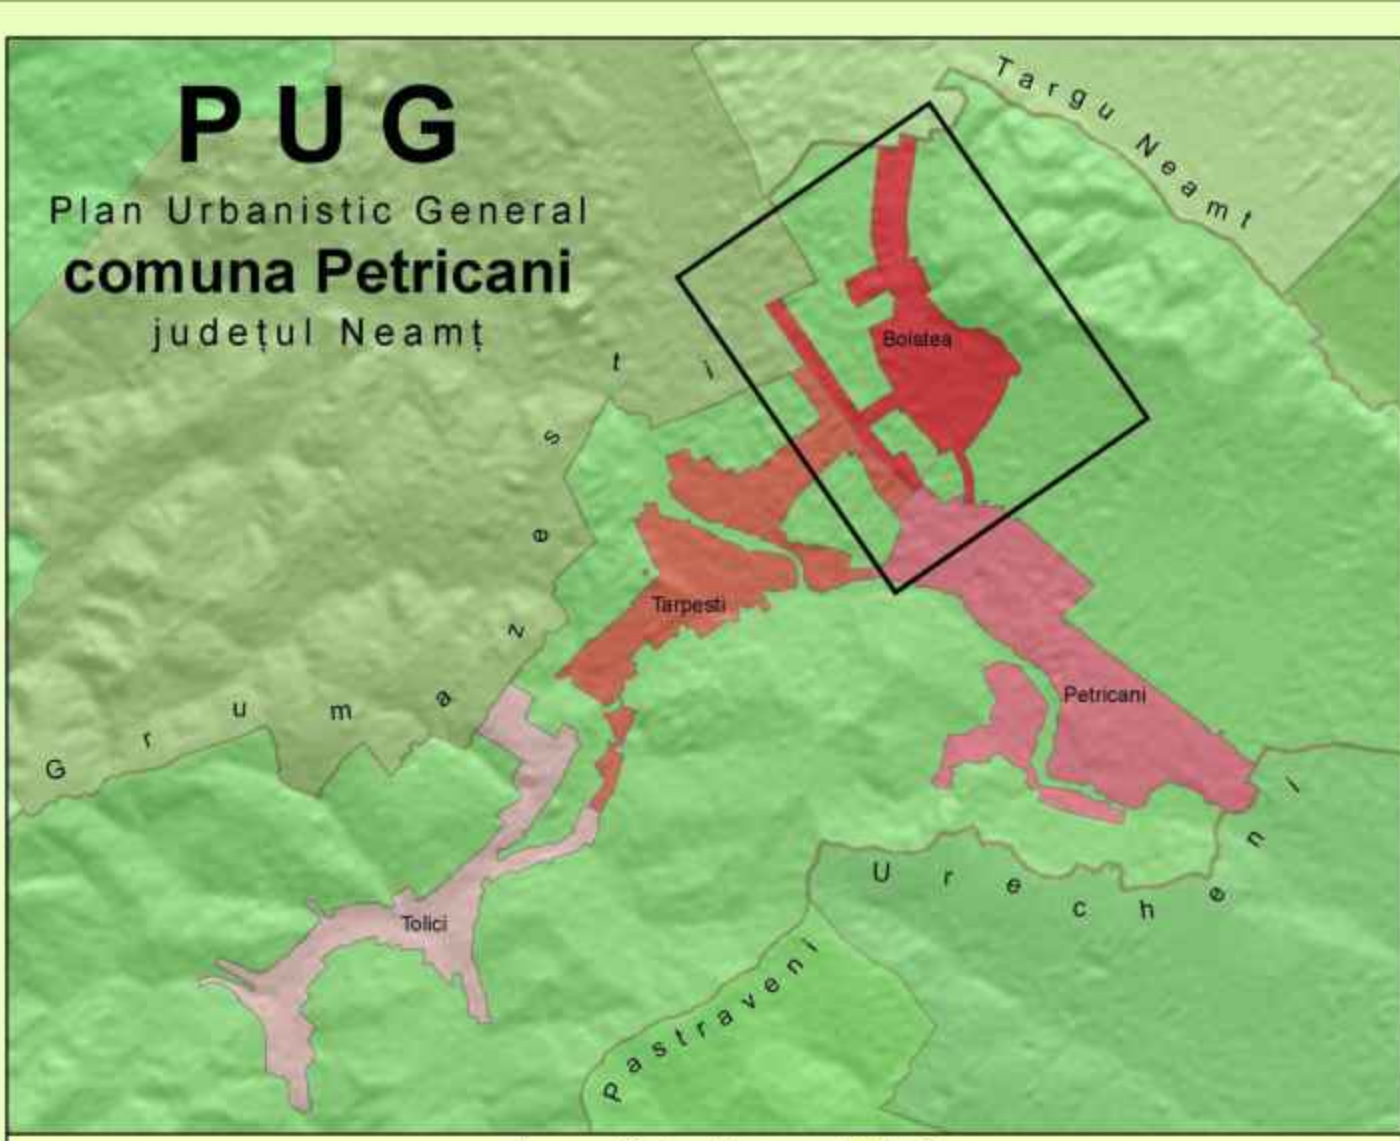 PUG
Plan Urbanistic General
comuna Petricani
județul Neamț
Targu Neamt
Boistea
Grumazesti
Tarpesti
Petricani
Urecheni
Tolici
Pastraveni